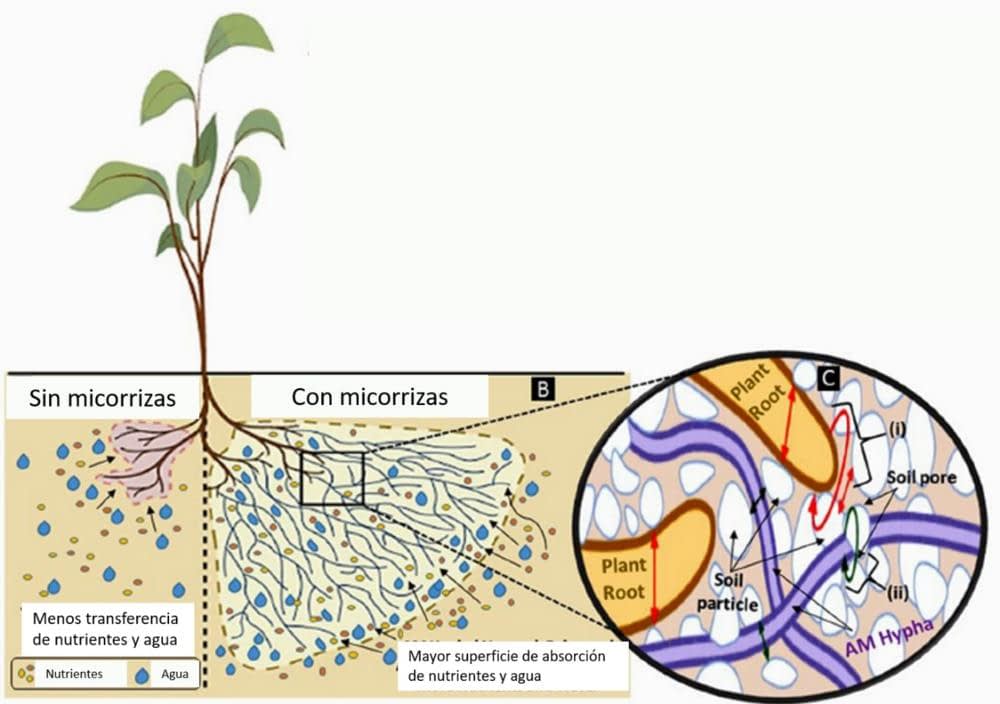 Sin micorrizas
Con micorrizas
B
C
Plant
Root
(i)
Soil pore
Plant
Root
Soil
particle
(ii)
AM Hypha
Menos transferencia
de nutrientes y agua
Nutrientes
Agua
Mayor superficie de absorción
de nutrientes y agua